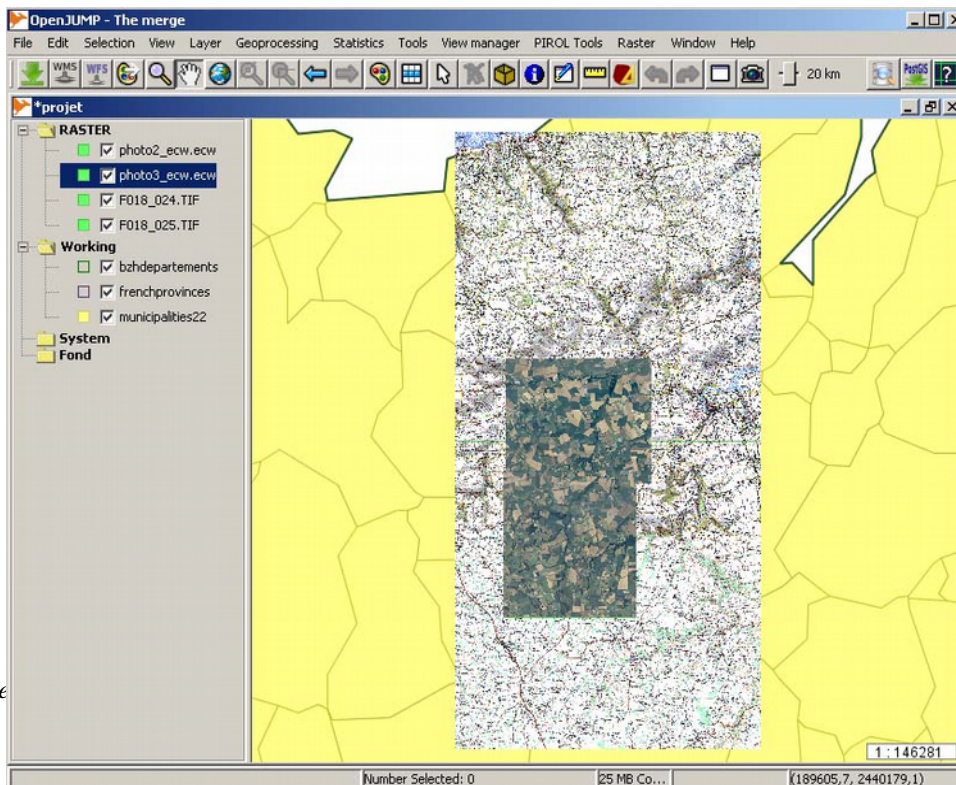 OpenJUMP - The merge
File Edit Selection View Layer Geoprocessing Statistics Tools View manager PIROL Tools Raster Window Help
WMS WFS 20 km PostGIS ?
*projet
RASTER
photo2_ecw.ecw
photo3_ecw.ecw
F018_024.TIF
F018_025.TIF
Working
bzhdepartements
frenchprovinces
municipalities22
System
Fond
e
1 : 146281
Number Selected: 0 25 MB Co... (189605,7, 2440179,1)